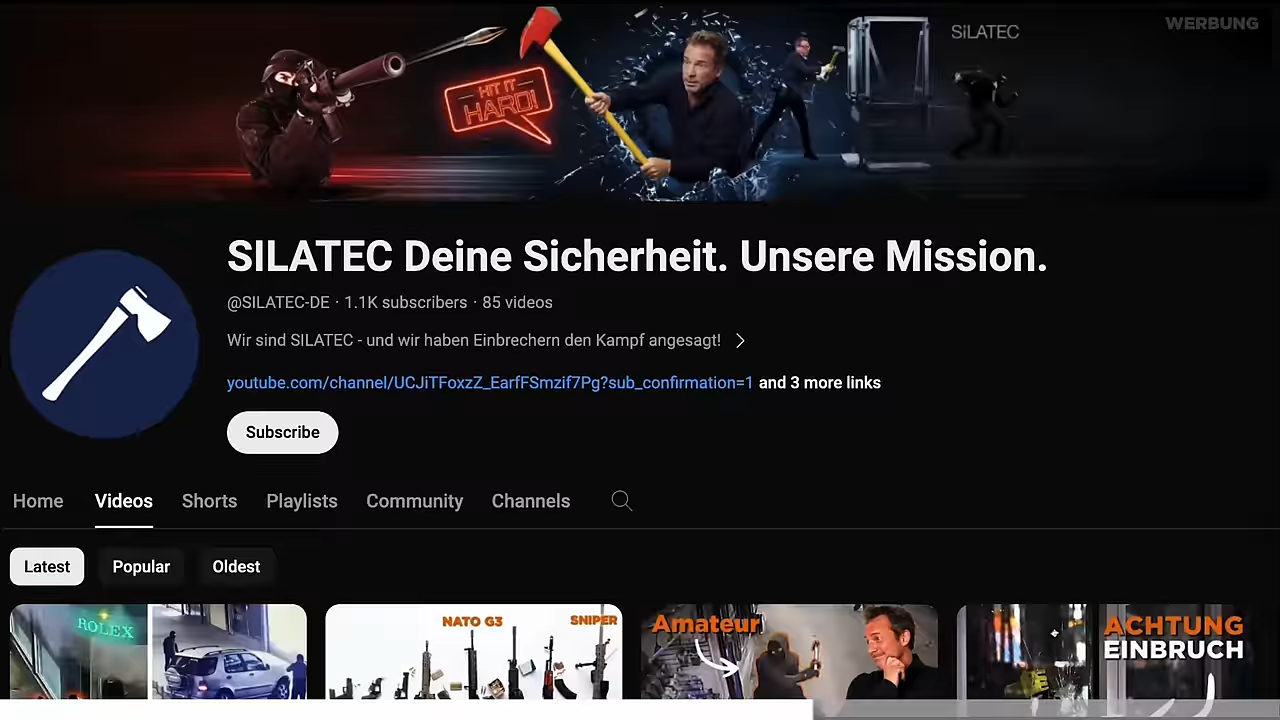 WERBUNG
SiLATEC
HIT IT
HARD!
SILATEC Deine Sicherheit. Unsere Mission.
@SILATEC-DE · 1.1K subscribers · 85 videos
Wir sind SILATEC - und wir haben Einbrechern den Kampf angesagt!
youtube.com/channel/UCJiTFoxzZ_EarfFSmzif7Pg?sub_confirmation=1 and 3 more links
Subscribe
Home Videos Shorts Playlists Community Channels
Latest Popular Oldest
ROLEX
NATO G3 SNIPER
Amateur
ACHTUNG
EINBRUCH